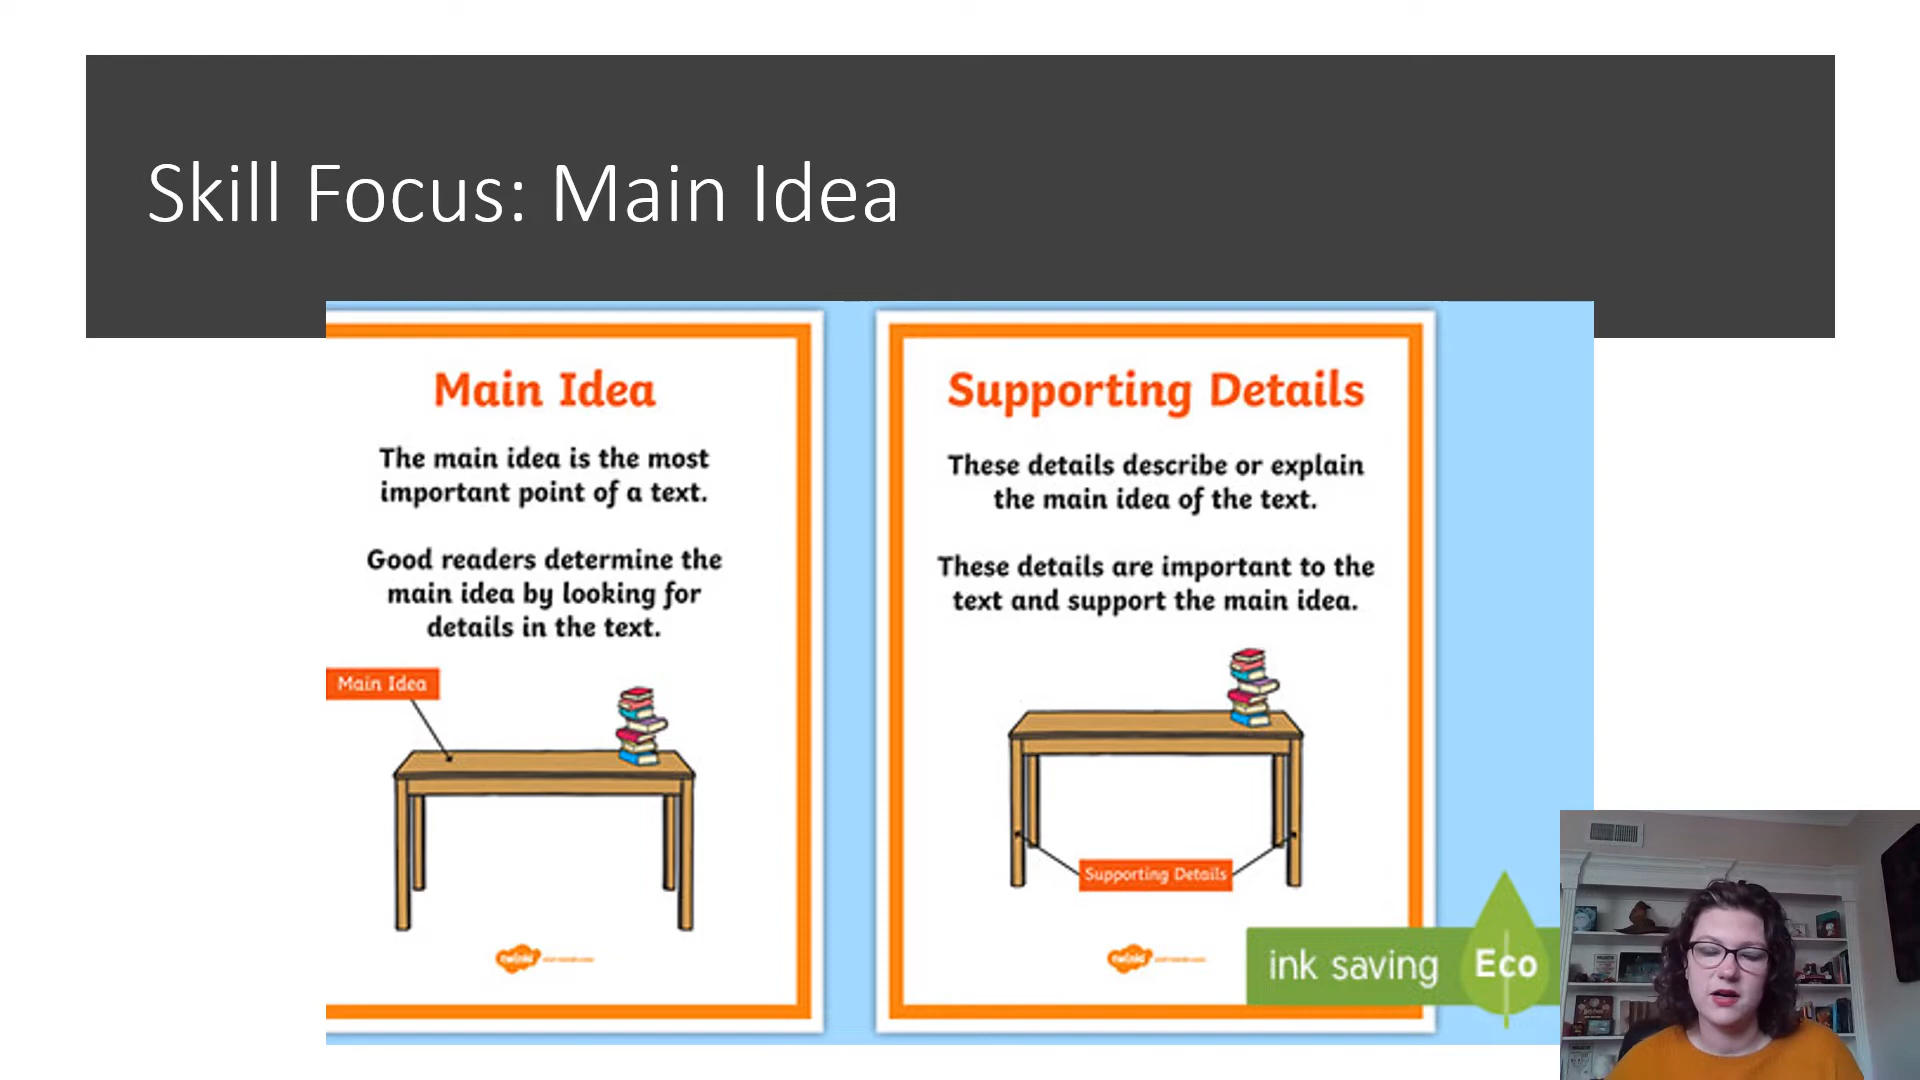 Skill Focus: Main Idea
Main Idea
The main idea is the most
important point of a text.
Good readers determine the
main idea by looking for
details in the text.
Main Idea
twinkl
Supporting Details
These details describe or explain
the main idea of the text.
These details are important to the
text and support the main idea.
Supporting Details
twinkl
ink saving
Eco